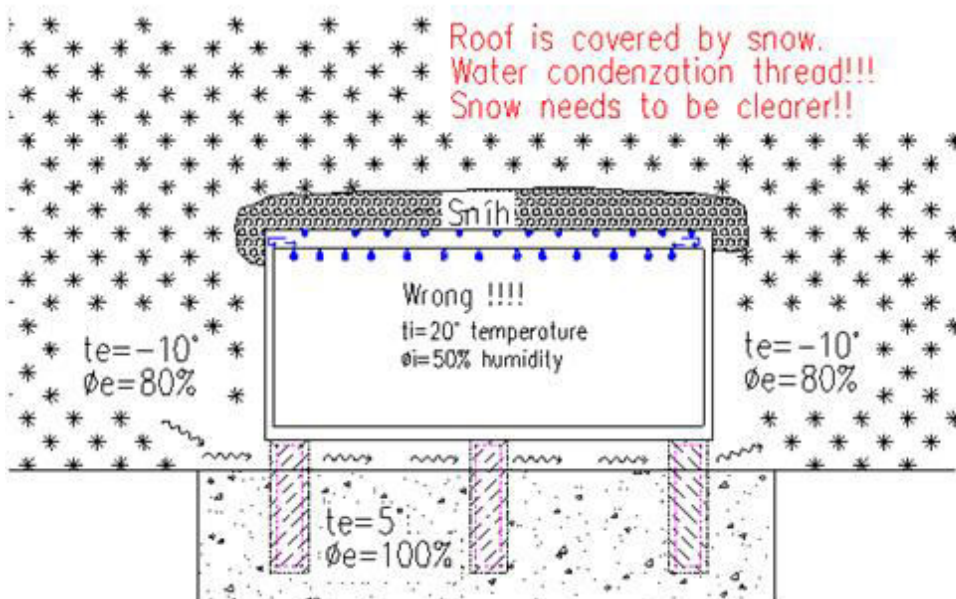 Roof is covered by snow.
Water condenzation thread!!!
Snow needs to be clearer!!
Sníh
Wrong !!!!
ti=20° temperature
øi=50% humidity
te=-10°
øe=80%
te=-10°
øe=80%
te=5°
øe=100%